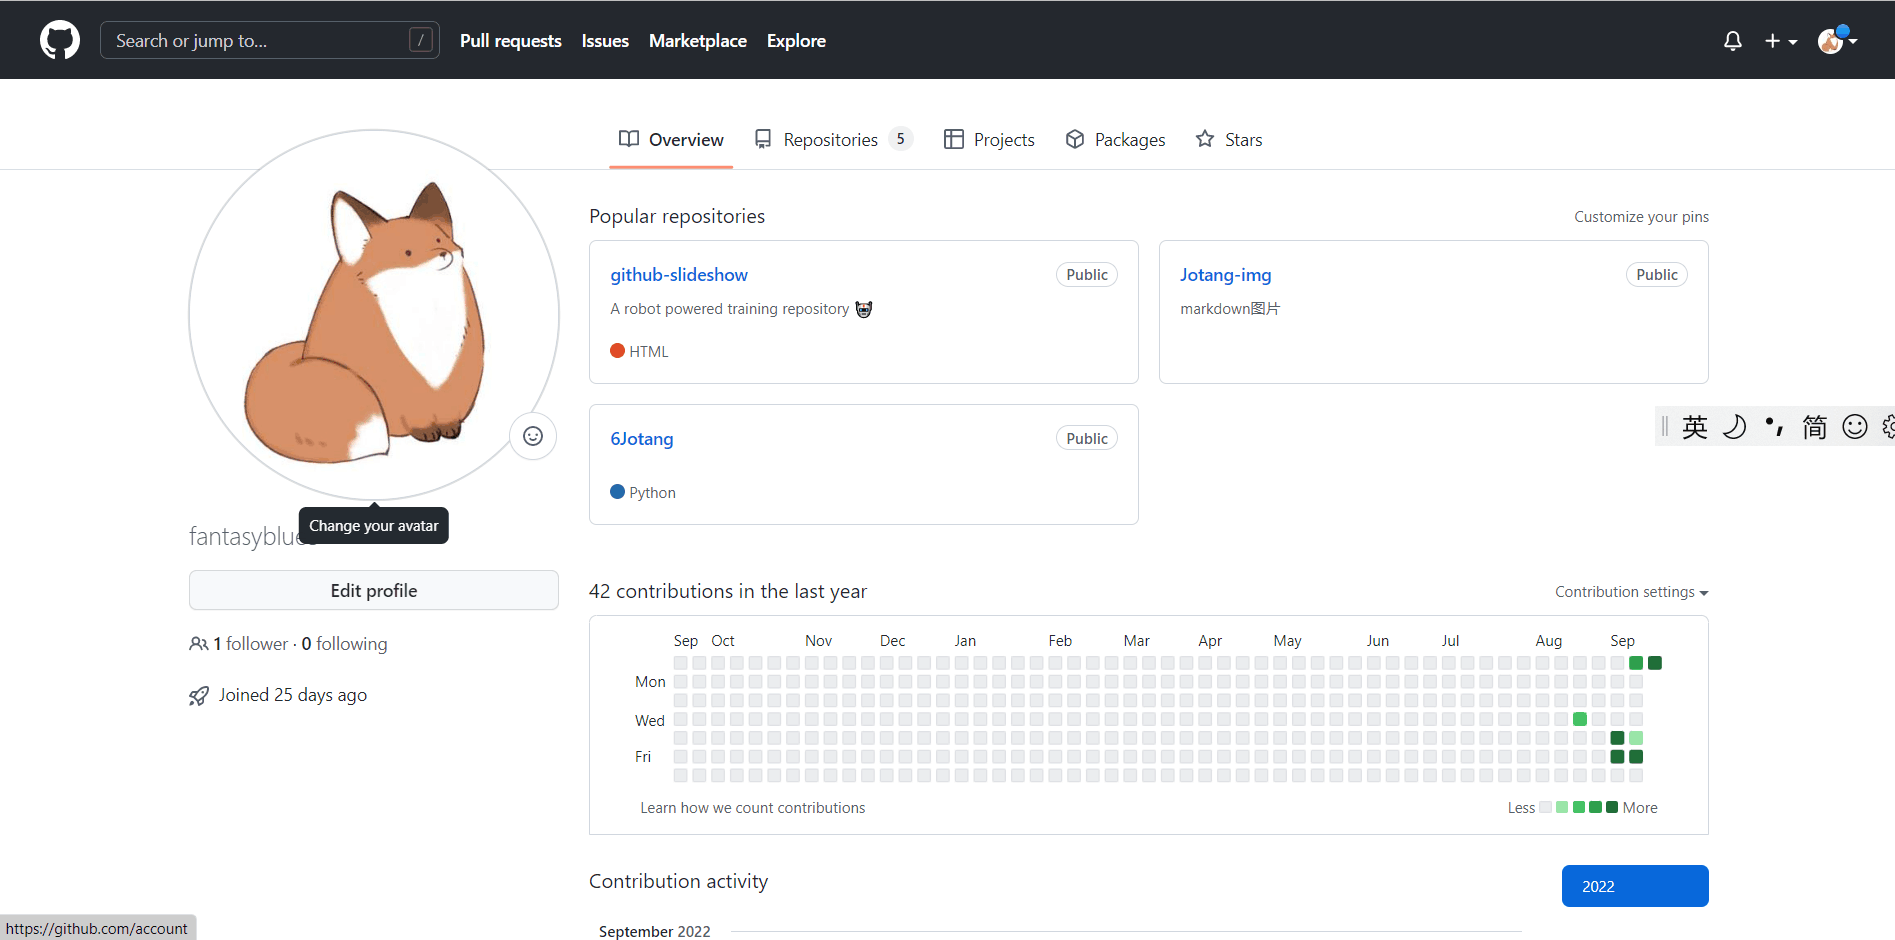 Search or jump to... / Pull requests Issues Marketplace Explore
Overview Repositories 5 Projects Packages Stars
Popular repositories Customize your pins
github-slideshow Public
A robot powered training repository
HTML
Jotang-img Public
markdown图片
6Jotang Public
Python
英 简
Change your avatar
Edit profile
1 follower · 0 following
Joined 25 days ago
42 contributions in the last year Contribution settings
Sep Oct Nov Dec Jan Feb Mar Apr May Jun Jul Aug Sep
Mon
Wed
Fri
Learn how we count contributions Less More
Contribution activity 2022
September 2022
https://github.com/account